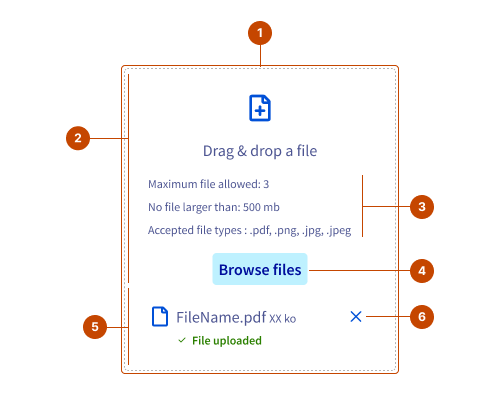 1
2
Drag & drop a file
Maximum file allowed: 3
No file larger than: 500 mb
3
Accepted file types : .pdf, .png, .jpg, .jpeg
Browse files
4
5
FileName.pdf XX ko
6
File uploaded